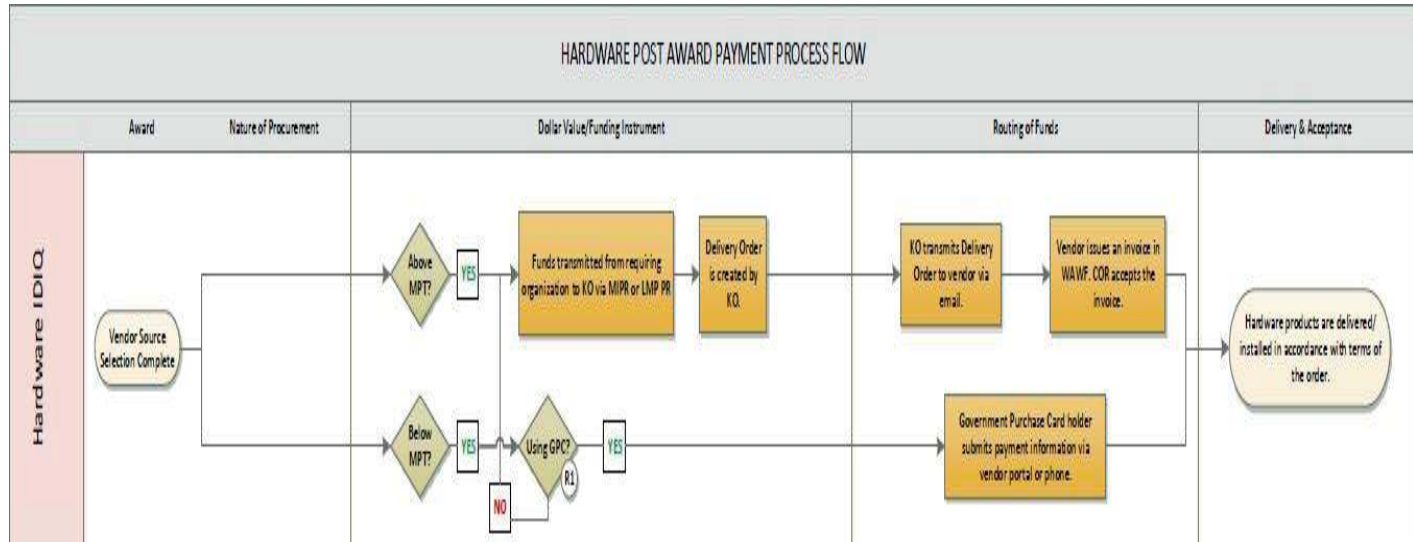 HARDWARE POST AWARD PAYMENT PROCESS FLOW
Award
Nature of Procurement
Dollar Value/Funding Instrument
Routing of Funds
Delivery & Acceptance
Hardware IDIQ
Vendor Source
Selection Complete
Above
MPT?
YES
Funds transmitted from requiring
organization to KO via MIPR or LMP PR
Delivery Order
is created by
KO.
KO transmits Delivery
Order to vendor via
email.
Vendor issues an invoice in
WAWF. COR accepts the
invoice.
Hardware products are delivered/
installed in accordance with terms of
the order.
Below
MPT?
YES
Using GPC?
R1
YES
NO
Government Purchase Card holder
submits payment information via
vendor portal or phone.